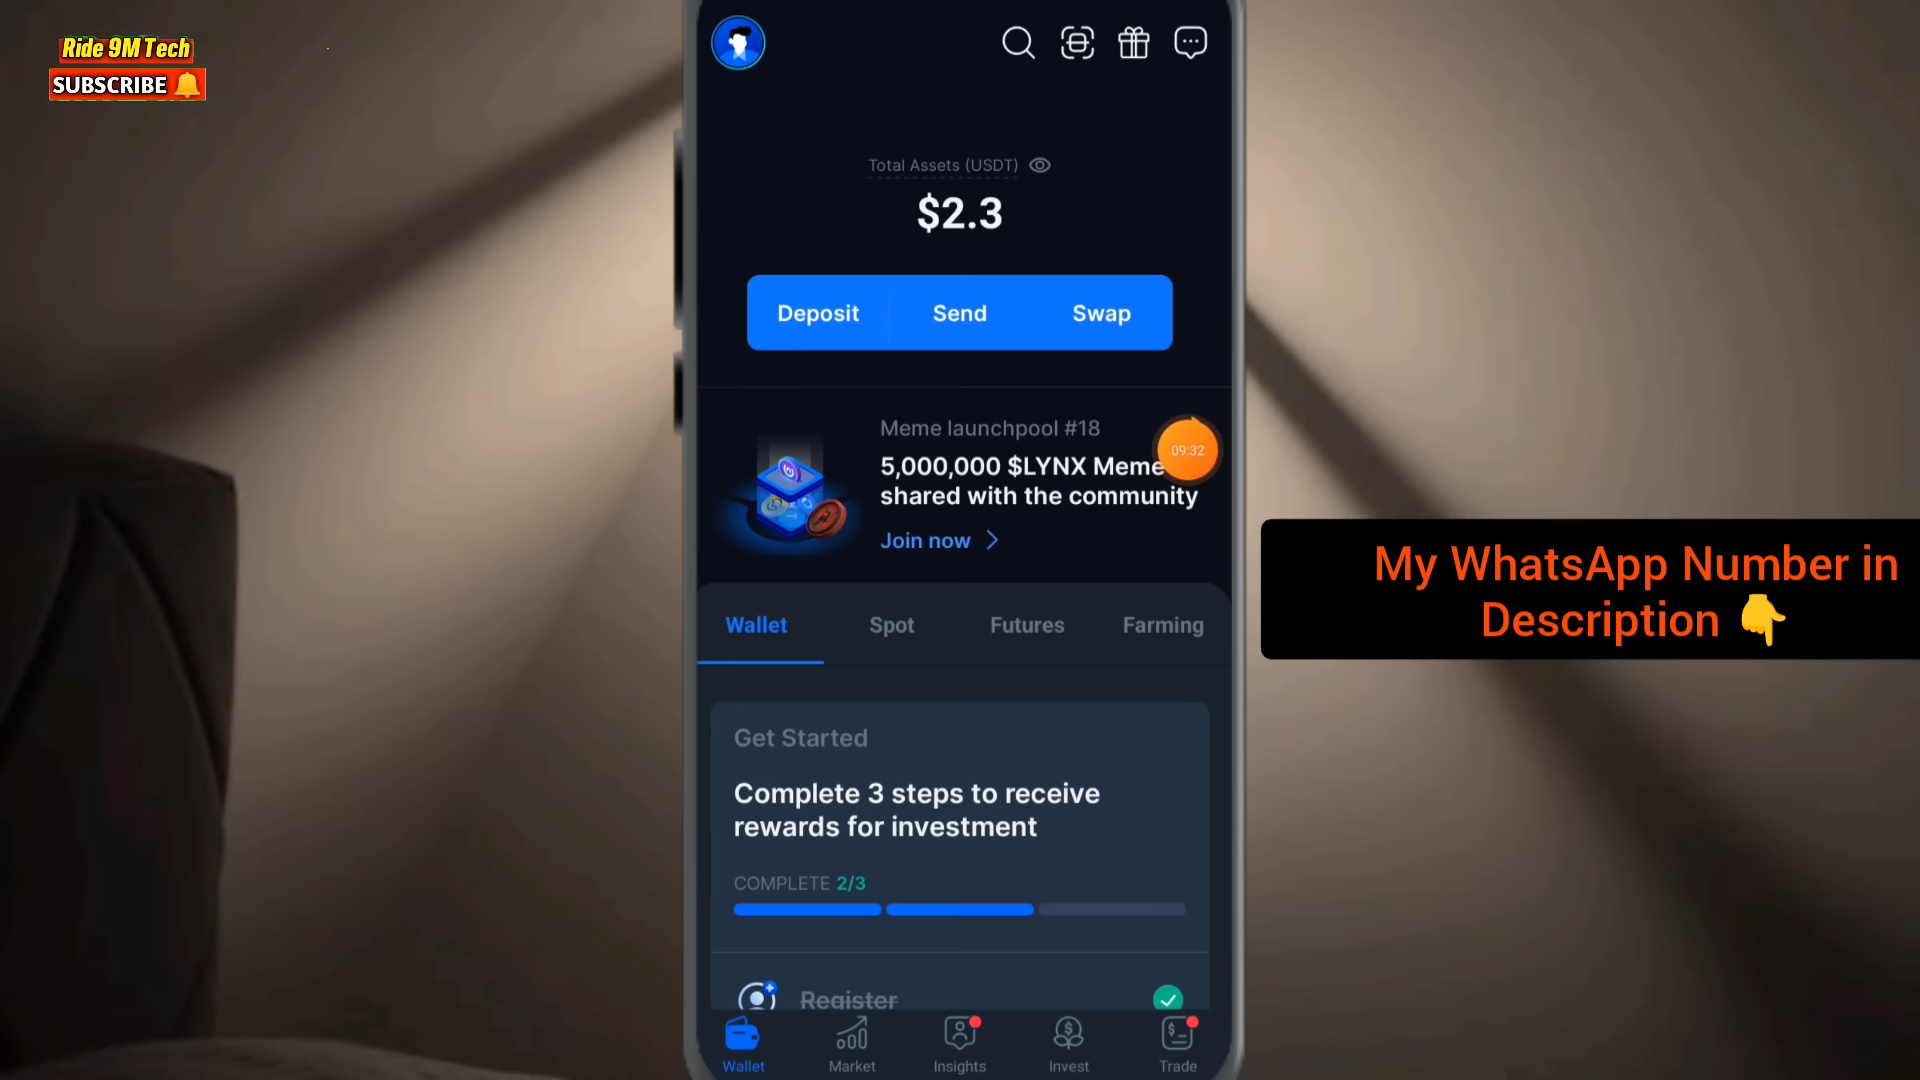 Ride 9M Tech
SUBSCRIBE
Total Assets (USDT)
$2.3
Deposit Send Swap
Meme launchpool #18
5,000,000 $LYNX Meme
shared with the community
Join now
09:32
My WhatsApp Number in
Description
Wallet Spot Futures Farming
Get Started
Complete 3 steps to receive
rewards for investment
COMPLETE 2/3
Register
Wallet Market Insights Invest Trade